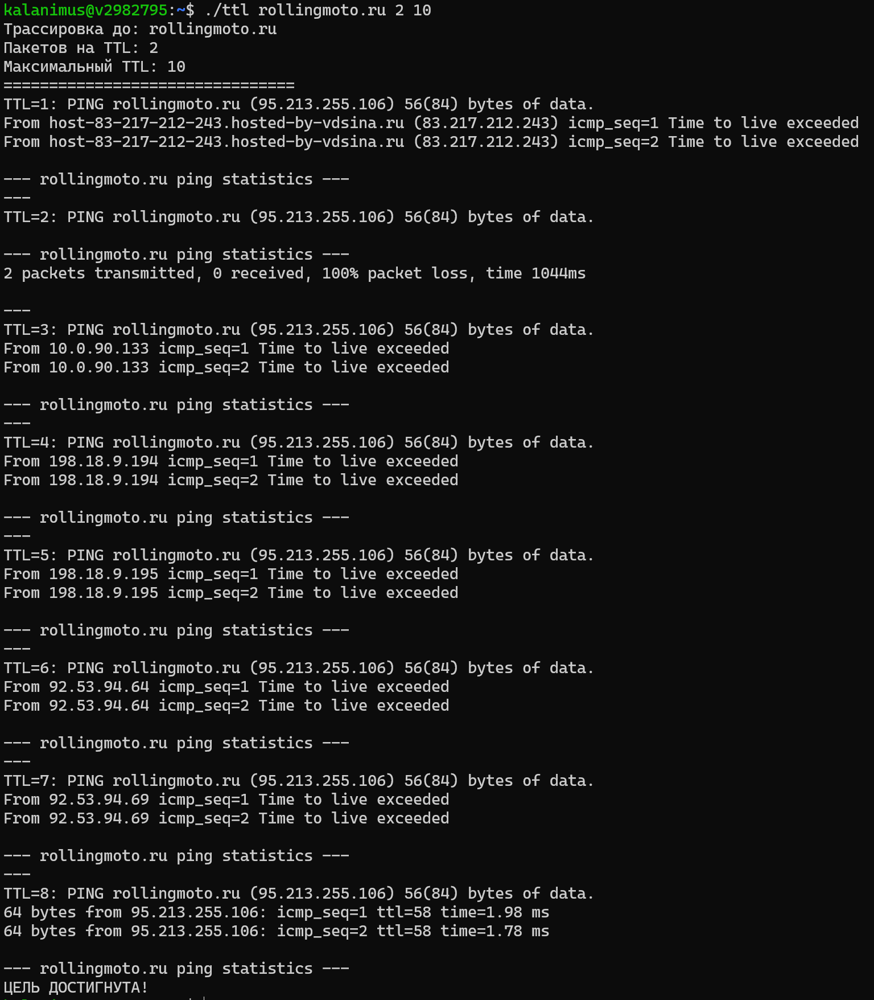 kalanimus@v2982795:~$ ./ttl rollingmoto.ru 2 10
Трассировка до: rollingmoto.ru
Пакетов на TTL: 2
Максимальный TTL: 10
================================
TTL=1: PING rollingmoto.ru (95.213.255.106) 56(84) bytes of data.
From host-83-217-212-243.hosted-by-vdsina.ru (83.217.212.243) icmp_seq=1 Time to live exceeded
From host-83-217-212-243.hosted-by-vdsina.ru (83.217.212.243) icmp_seq=2 Time to live exceeded

--- rollingmoto.ru ping statistics ---
---
TTL=2: PING rollingmoto.ru (95.213.255.106) 56(84) bytes of data.

--- rollingmoto.ru ping statistics ---
2 packets transmitted, 0 received, 100% packet loss, time 1044ms

---
TTL=3: PING rollingmoto.ru (95.213.255.106) 56(84) bytes of data.
From 10.0.90.133 icmp_seq=1 Time to live exceeded
From 10.0.90.133 icmp_seq=2 Time to live exceeded

--- rollingmoto.ru ping statistics ---
---
TTL=4: PING rollingmoto.ru (95.213.255.106) 56(84) bytes of data.
From 198.18.9.194 icmp_seq=1 Time to live exceeded
From 198.18.9.194 icmp_seq=2 Time to live exceeded

--- rollingmoto.ru ping statistics ---
---
TTL=5: PING rollingmoto.ru (95.213.255.106) 56(84) bytes of data.
From 198.18.9.195 icmp_seq=1 Time to live exceeded
From 198.18.9.195 icmp_seq=2 Time to live exceeded

--- rollingmoto.ru ping statistics ---
---
TTL=6: PING rollingmoto.ru (95.213.255.106) 56(84) bytes of data.
From 92.53.94.64 icmp_seq=1 Time to live exceeded
From 92.53.94.64 icmp_seq=2 Time to live exceeded

--- rollingmoto.ru ping statistics ---
---
TTL=7: PING rollingmoto.ru (95.213.255.106) 56(84) bytes of data.
From 92.53.94.69 icmp_seq=1 Time to live exceeded
From 92.53.94.69 icmp_seq=2 Time to live exceeded

--- rollingmoto.ru ping statistics ---
---
TTL=8: PING rollingmoto.ru (95.213.255.106) 56(84) bytes of data.
64 bytes from 95.213.255.106: icmp_seq=1 ttl=58 time=1.98 ms
64 bytes from 95.213.255.106: icmp_seq=2 ttl=58 time=1.78 ms

--- rollingmoto.ru ping statistics ---
ЦЕЛЬ ДОСТИГНУТА!